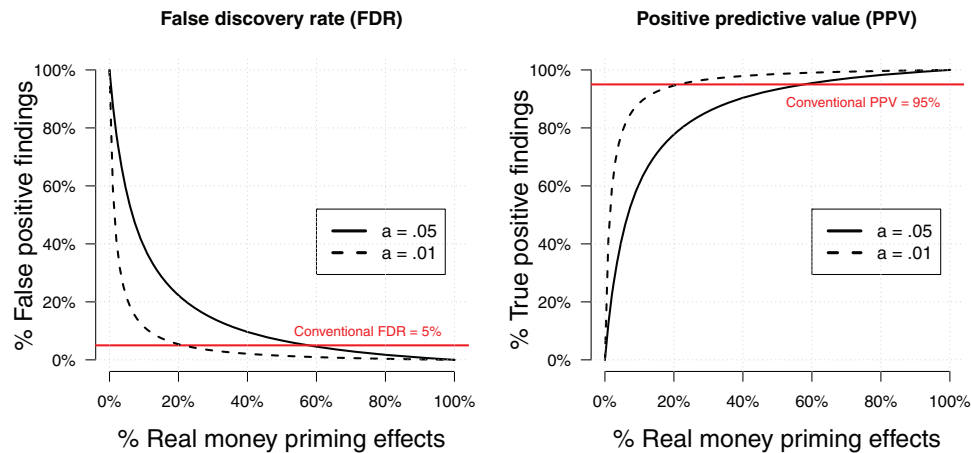 False discovery rate (FDR)
% False positive findings
100%
80%
60%
40%
20%
0%
a = .05
a = .01
Conventional FDR = 5%
0% 20% 40% 60% 80% 100%
% Real money priming effects
Positive predictive value (PPV)
% True positive findings
100%
80%
60%
40%
20%
0%
Conventional PPV = 95%
a = .05
a = .01
0% 20% 40% 60% 80% 100%
% Real money priming effects